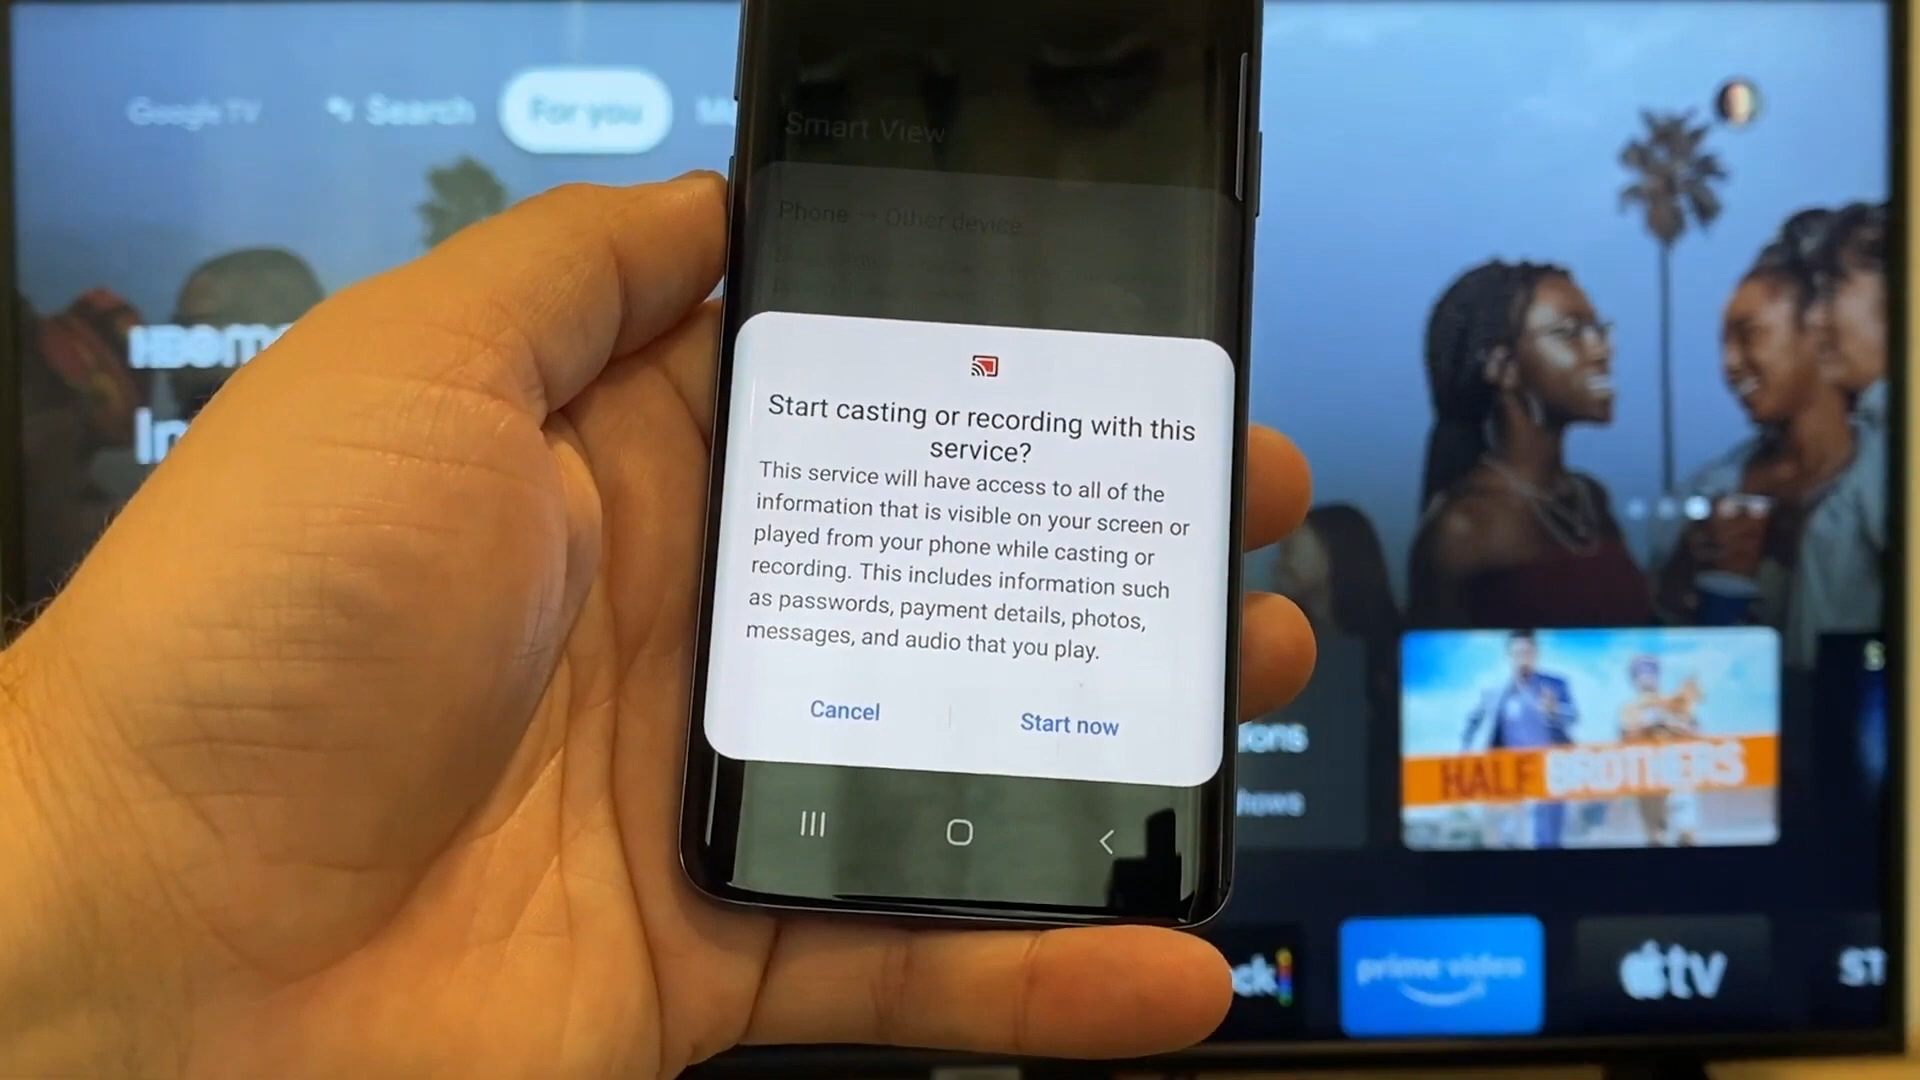 Google TV
Search
For you
Smart View
Phone → Other device
Start casting or recording with this
service?
This service will have access to all of the
information that is visible on your screen or
played from your phone while casting or
recording. This includes information such
as passwords, payment details, photos,
messages, and audio that you play.
Cancel
Start now
HALF BROTHERS
prime video
tv